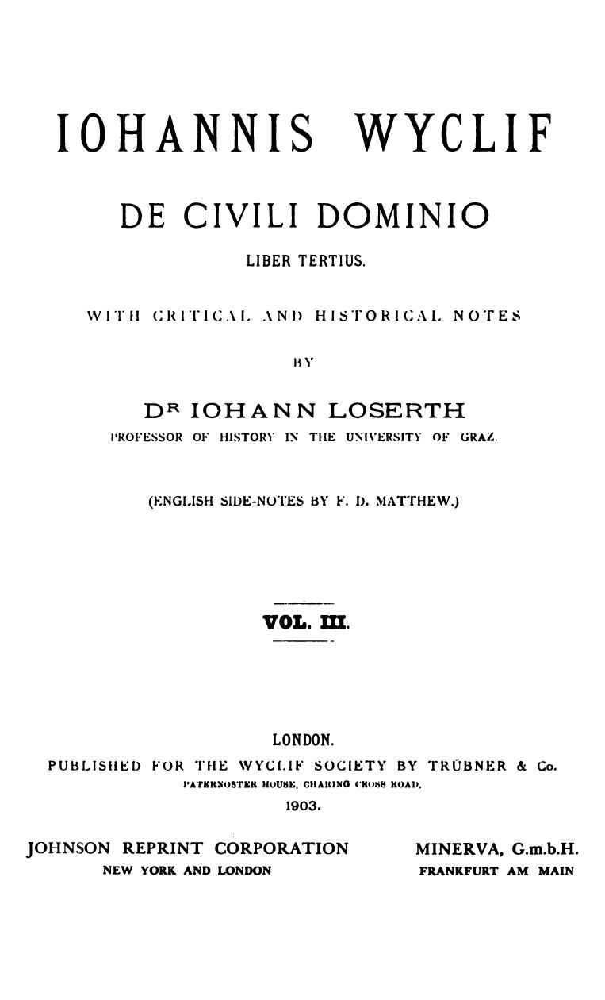 IOHANNIS WYCLIF
DE CIVILI DOMINIO
LIBER TERTIUS.
WITH CRITICAL AND HISTORICAL NOTES
BY
DR IOHANN LOSERTH
PROFESSOR OF HISTORY IN THE UNIVERSITY OF GRAZ.
(ENGLISH SIDE-NOTES BY F. D. MATTHEW.)
VOL. III.
LONDON.
PUBLISHED FOR THE WYCLIF SOCIETY BY TRÜBNER & Co.
PATERNOSTER HOUSE, CHARING CROSS ROAD.
1903.
JOHNSON REPRINT CORPORATION
NEW YORK AND LONDON
MINERVA, G.m.b.H.
FRANKFURT AM MAIN